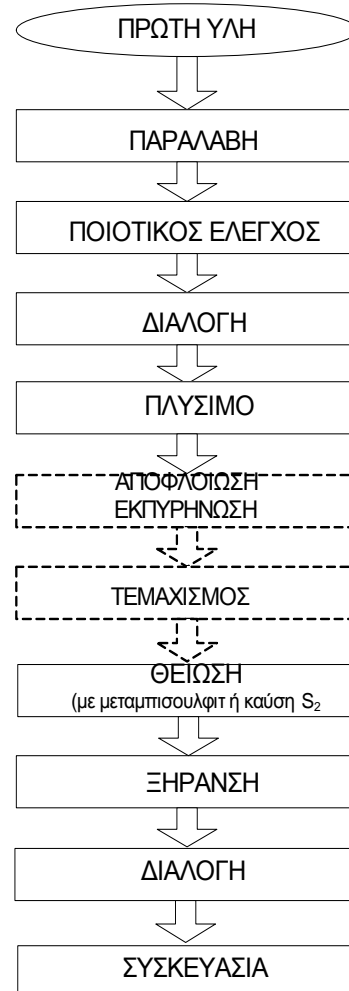 ΠΡΩΤΗ ΥΛΗ
ΠΑΡΑΛΑΒΗ
ΠΟΙΟΤΙΚΟΣ ΕΛΕΓΧΟΣ
ΔΙΑΛΟΓΗ
ΠΛΥΣΙΜΟ
ΑΠΟΦΛΟΙΩΣΗ
ΕΚΠΥΡΗΝΩΣΗ
ΤΕΜΑΧΙΣΜΟΣ
ΘΕΙΩΣΗ
(με μεταμπισουλφιτ ή καύση S₂
ΞΗΡΑΝΣΗ
ΔΙΑΛΟΓΗ
ΣΥΣΚΕΥΑΣΙΑ